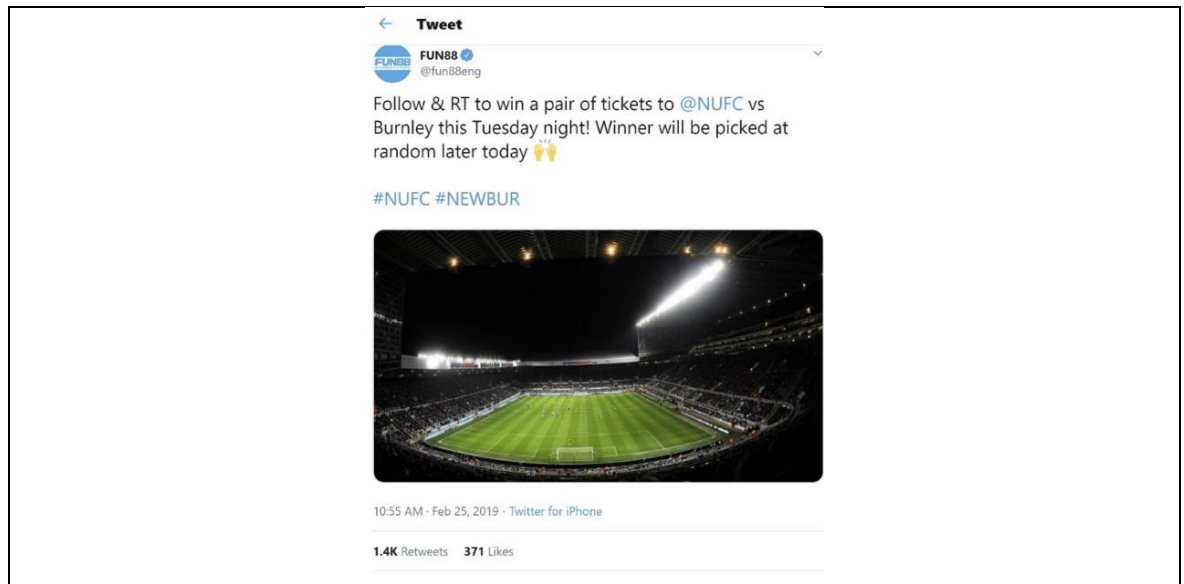 Tweet
FUN88
FUN88
@fun88eng
Follow & RT to win a pair of tickets to @NUFC vs
Burnley this Tuesday night! Winner will be picked at
random later today 🙌
#NUFC #NEWBUR
10:55 AM · Feb 25, 2019 · Twitter for iPhone
1.4K Retweets 371 Likes